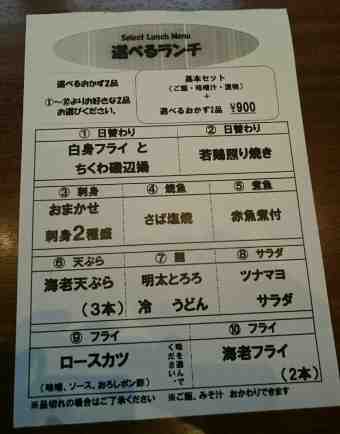 Select Lunch Menu
選べるランチ
選べるおかず2品
①～⑩よりお好きな2品
お選びください。
基本セット
(ご飯・味噌汁・漬物)
+
選べるおかず2品 ¥900
① 日替わり
白身フライ と
ちくわ磯辺揚
② 日替わり
若鶏照り焼き
③ 刺身
おまかせ
刺身2種盛
④ 焼魚
さば塩焼
⑤ 煮魚
赤魚煮付
⑥ 天ぷら
海老天ぷら
(3本)
⑦ 麺
明太とろろ
冷 うどん
⑧ サラダ
ツナマヨ
サラダ
⑨ フライ
ロースカツ
味を選んで
ください
(味噌、ソース、おろしポン酢)
⑩ フライ
海老フライ
(2本)
※品切れの場合はご了承ください
※ご飯、みそ汁 おかわりできます